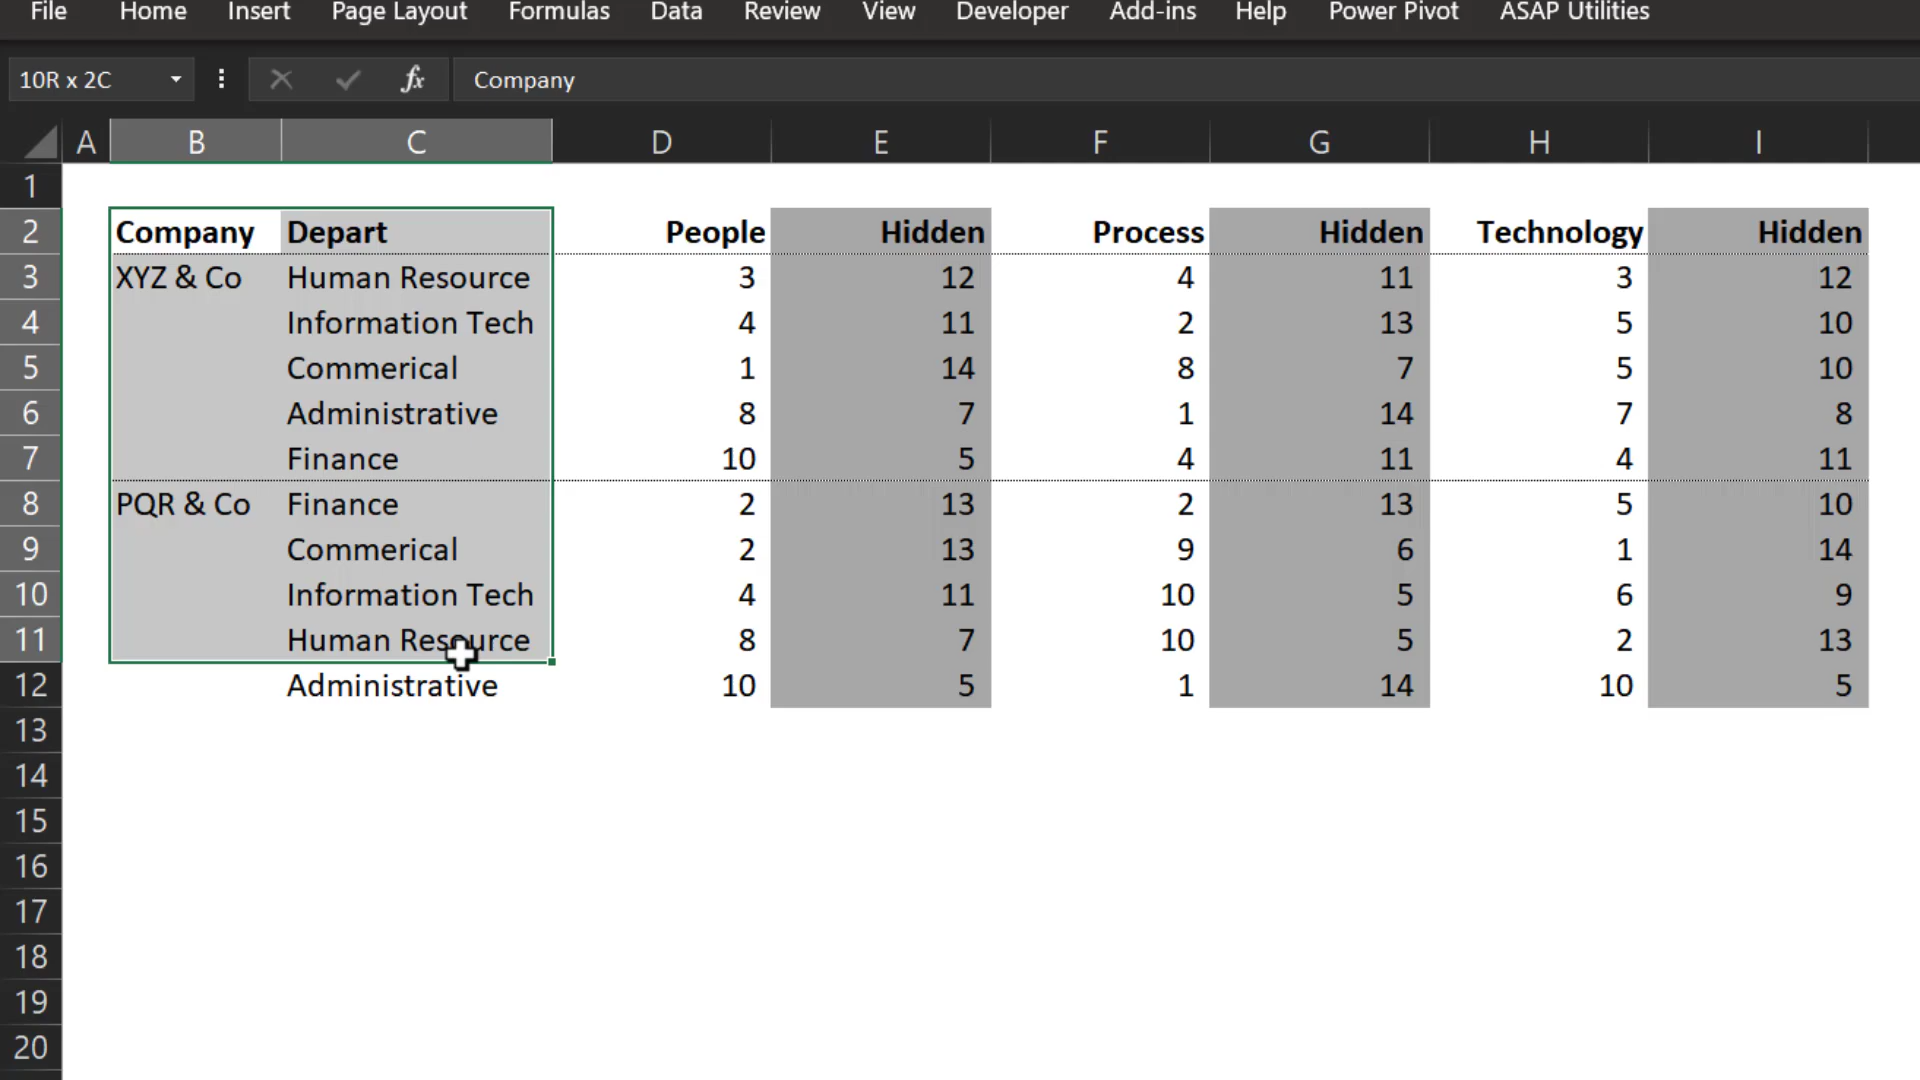 File Home Insert Page Layout Formulas Data Review View Developer Add-ins Help Power Pivot ASAP Utilities
10R x 2C fx Company
A B C D E F G H I
1
2 Company Depart People Hidden Process Hidden Technology Hidden
3 XYZ & Co Human Resource 3 12 4 11 3 12
4 Information Tech 4 11 2 13 5 10
5 Commerical 1 14 8 7 5 10
6 Administrative 8 7 1 14 7 8
7 Finance 10 5 4 11 4 11
8 PQR & Co Finance 2 13 2 13 5 10
9 Commerical 2 13 9 6 1 14
10 Information Tech 4 11 10 5 6 9
11 Human Resource 8 7 10 5 2 13
12 Administrative 10 5 1 14 10 5
13
14
15
16
17
18
19
20